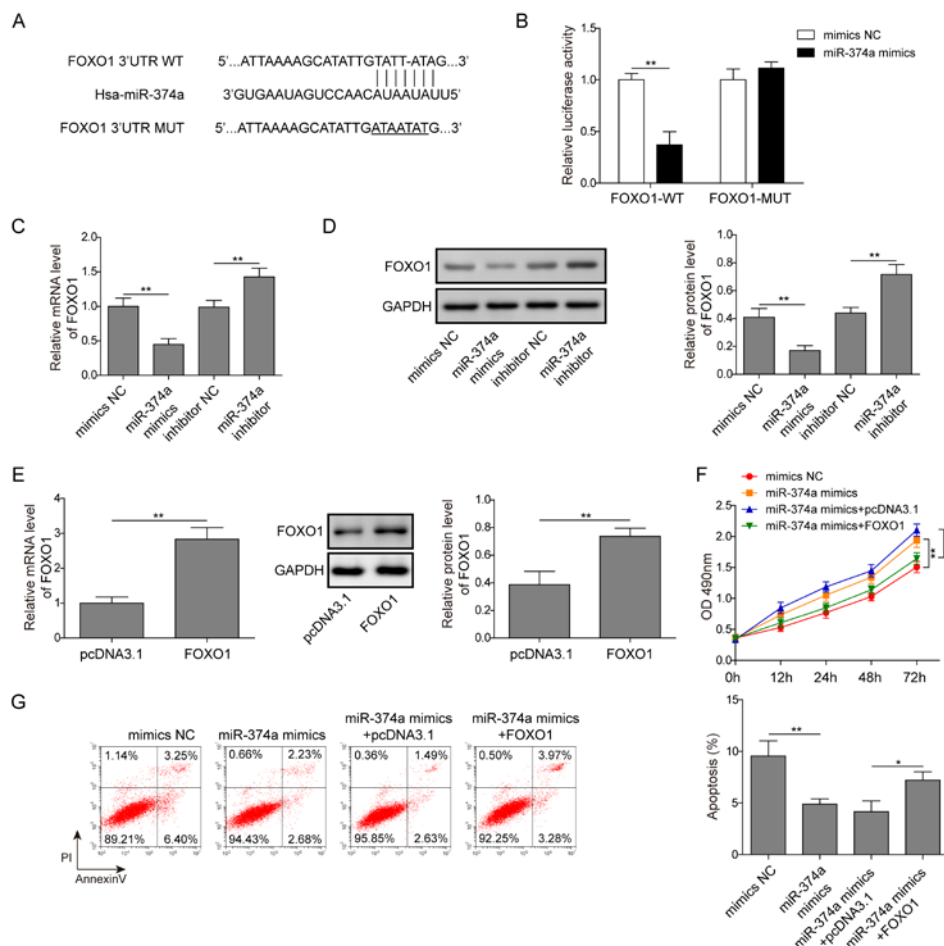 A
FOXO1 3'UTR WT 5'...ATTAAAAGCATATTGTATT-ATAG...3'
Hsa-miR-374a 3'GUGAAUAGUCCAACAUAAUAUU5'
FOXO1 3'UTR MUT 5'...ATTAAAAGCATATTGATAATATG...3'
B
mimics NC
miR-374a mimics
Relative luciferase activity
1.5
1.0
0.5
0.0
**
FOXO1-WT FOXO1-MUT
C
Relative mRNA level
of FOXO1
2.0
1.5
1.0
0.5
0.0
**
**
mimics NC
miR-374a
mimics
inhibitor NC
miR-374a
inhibitor
D
FOXO1
GAPDH
mimics NC
miR-374a
mimics
inhibitor NC
miR-374a
inhibitor
Relative protein level
of FOXO1
1.0
0.8
0.6
0.4
0.2
0.0
**
**
mimics NC
miR-374a
mimics
inhibitor NC
miR-374a
inhibitor
E
Relative mRNA level
of FOXO1
4
3
2
1
0
**
pcDNA3.1 FOXO1
FOXO1
GAPDH
pcDNA3.1
FOXO1
Relative protein level
of FOXO1
1.0
0.8
0.6
0.4
0.2
0.0
**
pcDNA3.1 FOXO1
F
mimics NC
miR-374a mimics
miR-374a mimics+pcDNA3.1
miR-374a mimics+FOXO1
OD 490nm
2.5
2.0
1.5
1.0
0.5
0.0
**
**
0h 12h 24h 48h 72h
G
mimics NC
1.14% 3.25%
89.21% 6.40%
miR-374a mimics
0.66% 2.23%
94.43% 2.68%
miR-374a mimics
+pcDNA3.1
0.36% 1.49%
95.85% 2.63%
miR-374a mimics
+FOXO1
0.50% 3.97%
92.25% 3.28%
PI
AnnexinV
Apoptosis (%)
15
10
5
0
**
*
mimics NC
miR-374a
mimics
miR-374a mimics
+pcDNA3.1
miR-374a mimics
+FOXO1